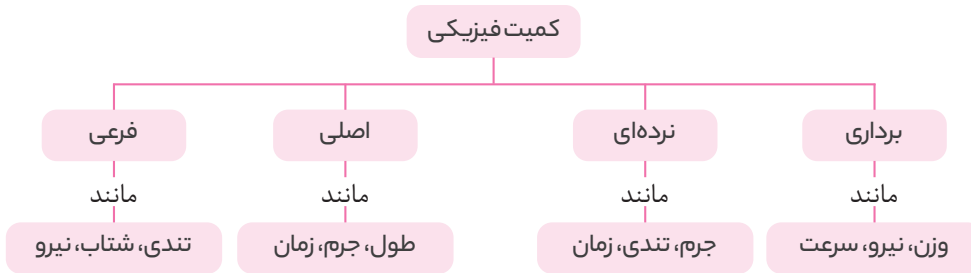 کمیت فیزیکی
برداری
نرده‌ای
اصلی
فرعی
مانند
مانند
مانند
مانند
وزن، نیرو، سرعت
جرم، تندی، زمان
طول، جرم، زمان
تندی، شتاب، نیرو